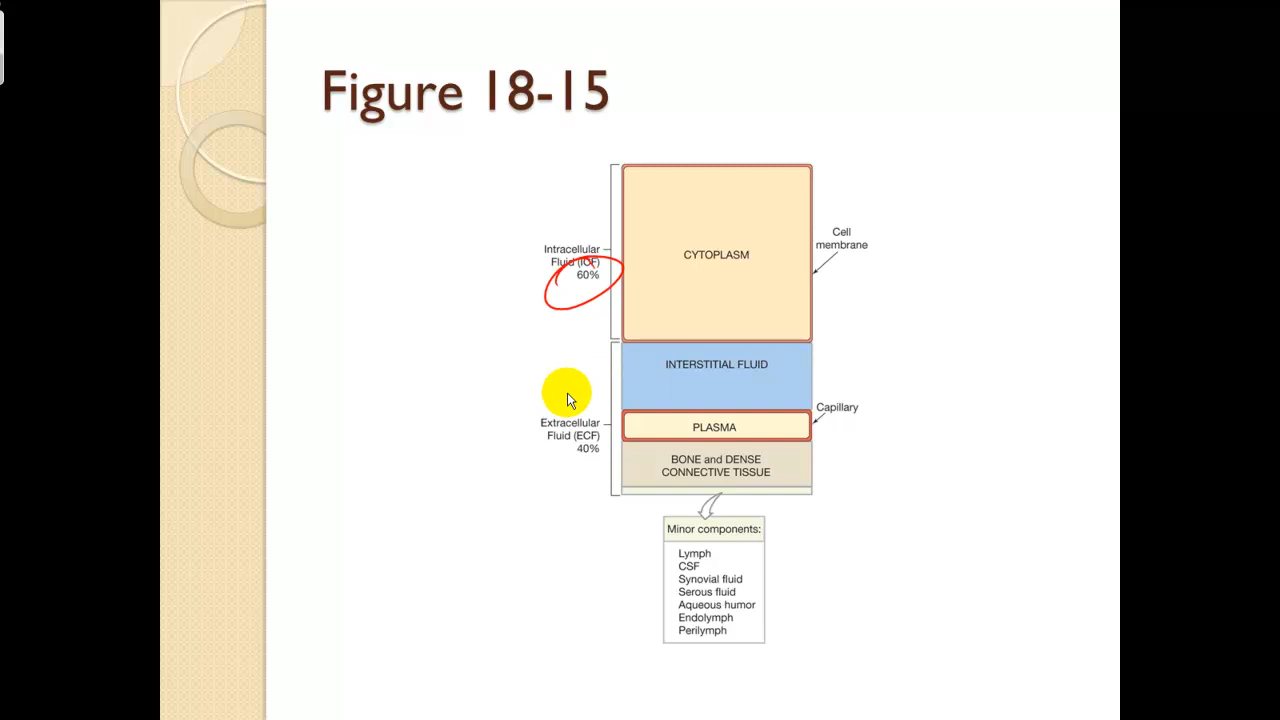 Figure 18-15
Intracellular
Fluid (ICF)
60%
CYTOPLASM
Cell
membrane
INTERSTITIAL FLUID
Extracellular
Fluid (ECF)
40%
Capillary
PLASMA
BONE and DENSE
CONNECTIVE TISSUE
Minor components:
Lymph
CSF
Synovial fluid
Serous fluid
Aqueous humor
Endolymph
Perilymph